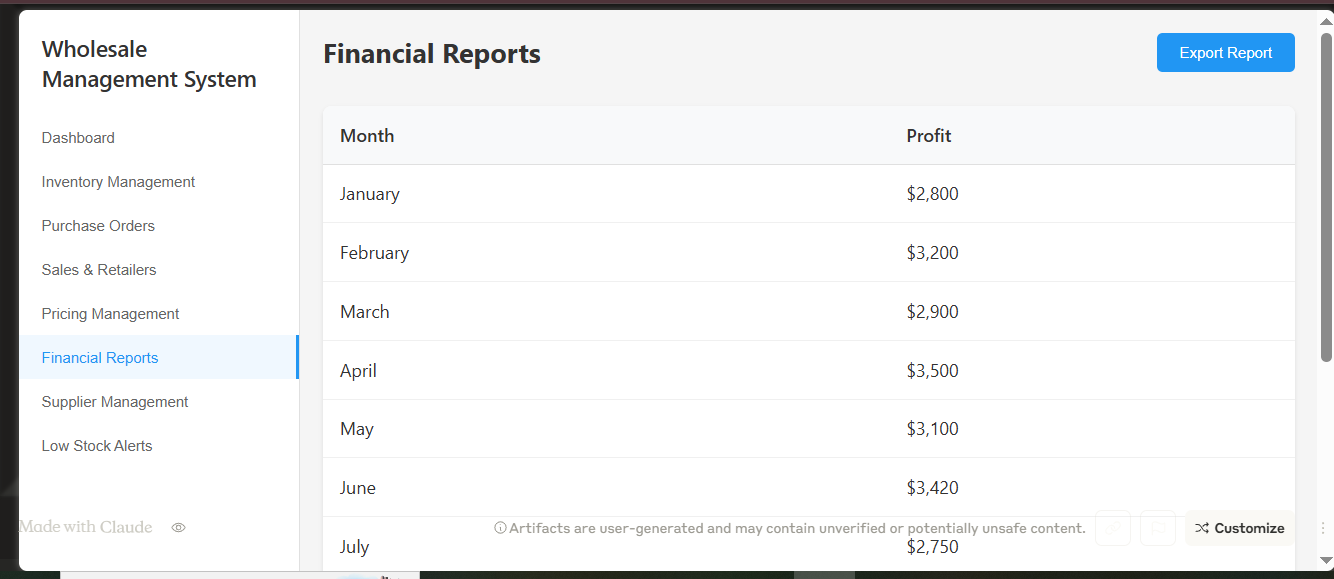 Wholesale
Management System
Dashboard
Inventory Management
Purchase Orders
Sales & Retailers
Pricing Management
Financial Reports
Supplier Management
Low Stock Alerts
Made with Claude
Financial Reports
Export Report
Month Profit
January $2,800
February $3,200
March $2,900
April $3,500
May $3,100
June $3,420
Artifacts are user-generated and may contain unverified or potentially unsafe content.
Customize
July $2,750